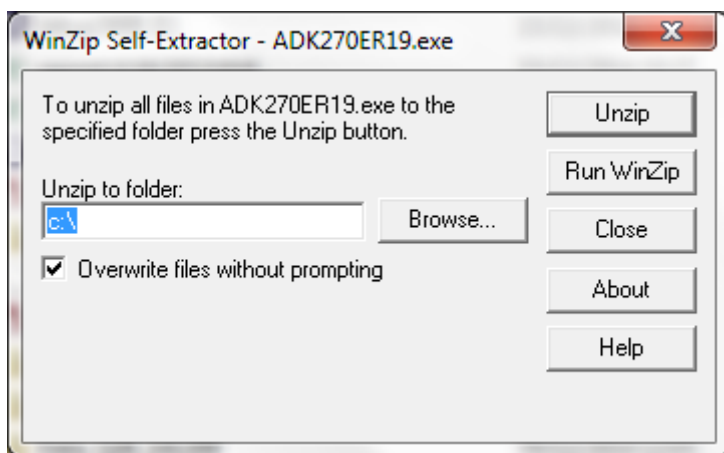 WinZip Self-Extractor - ADK270ER19.exe
To unzip all files in ADK270ER19.exe to the
specified folder press the Unzip button.
Unzip
Run WinZip
Unzip to folder:
c:\
Browse...
Close
Overwrite files without prompting
About
Help